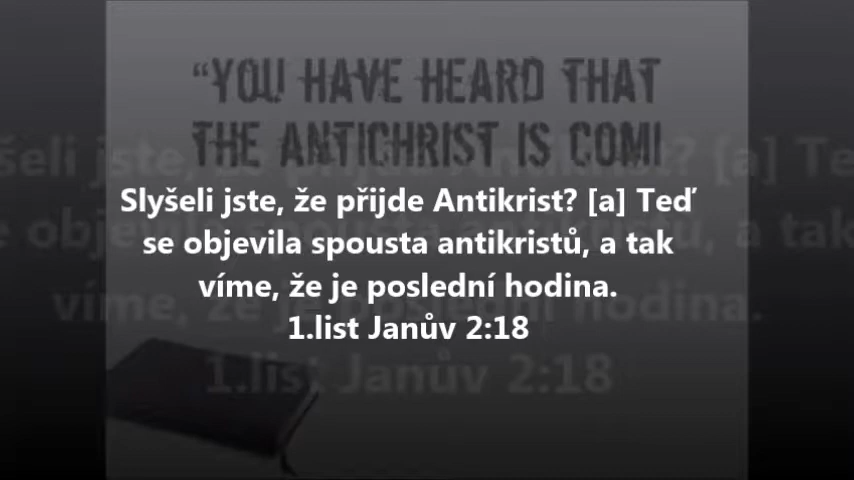 “YOU HAVE HEARD THAT
THE ANTICHRIST IS COMI
Slyšeli jste, že přijde Antikrist? [a] Teď
se objevila spousta antikristů, a tak
víme, že je poslední hodina.
1.list Janův 2:18